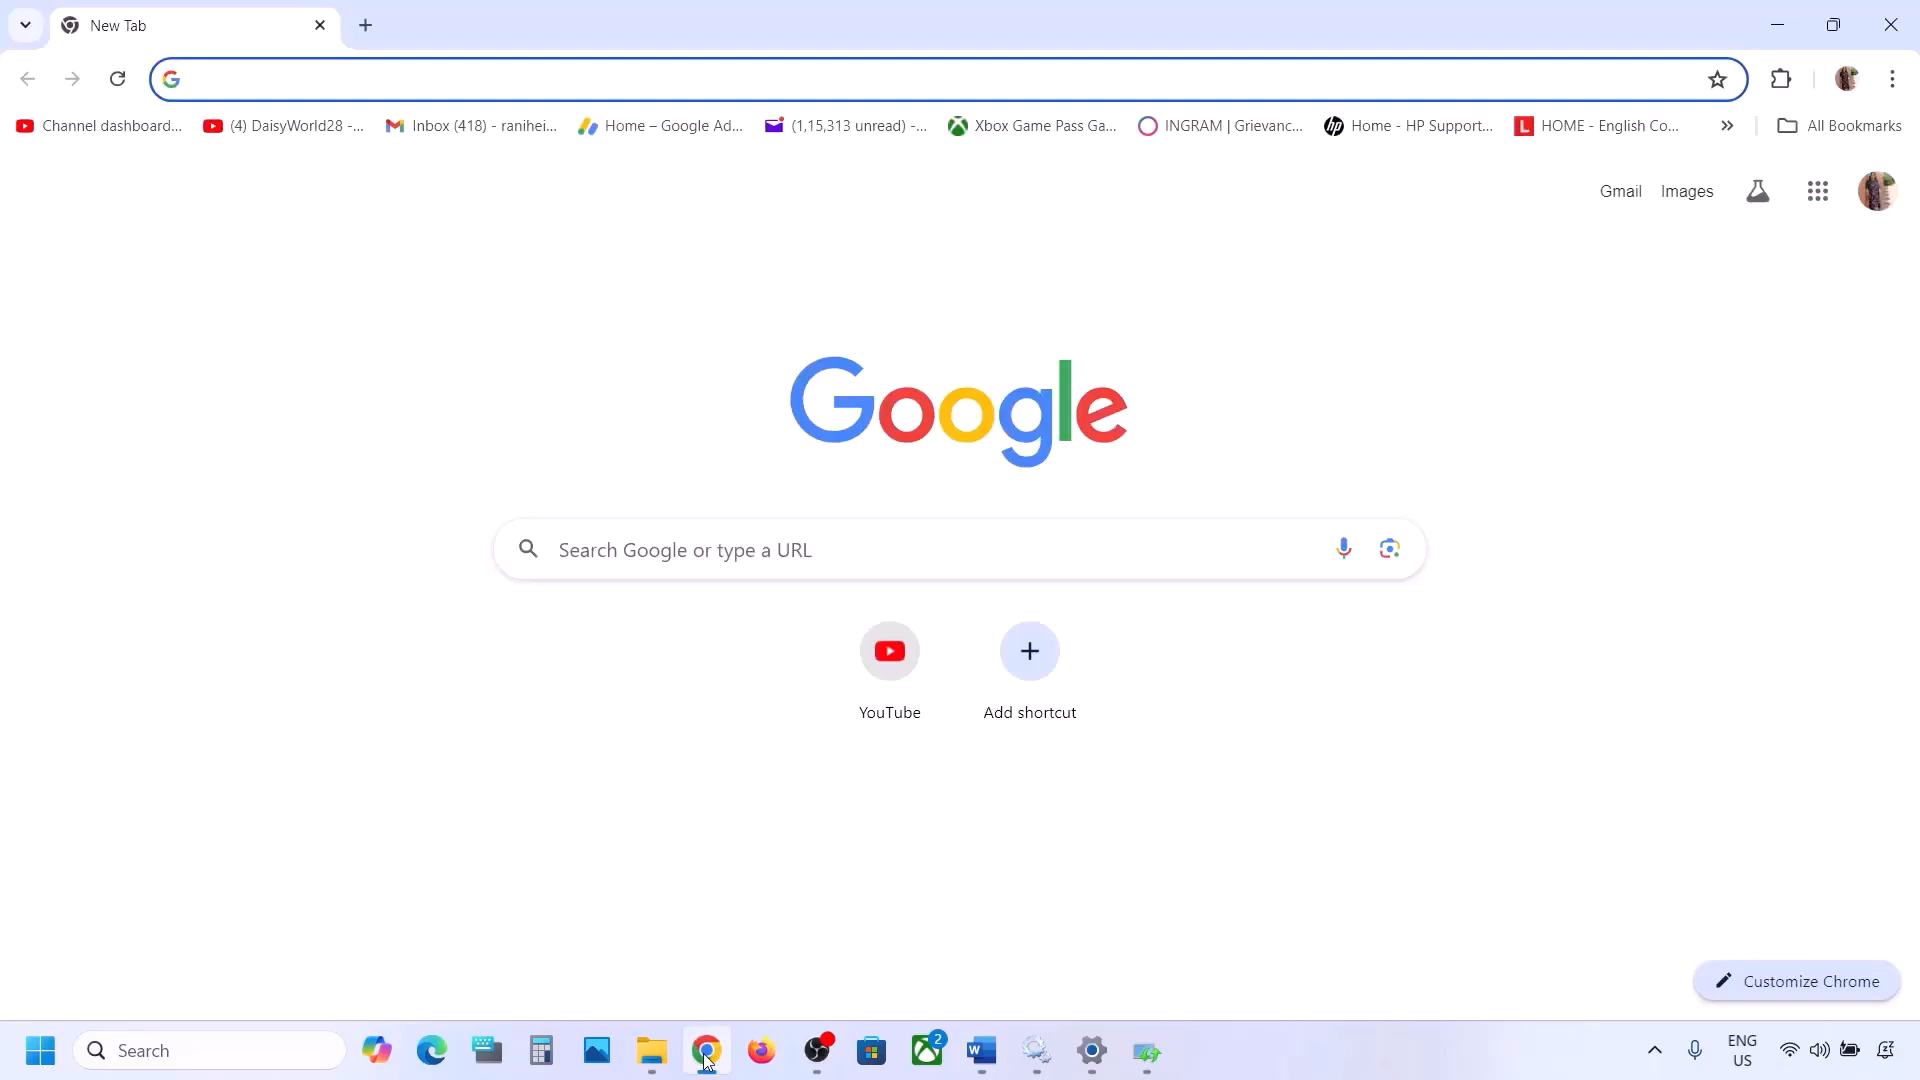 New Tab
Channel dashboard...
(4) DaisyWorld28 -...
Inbox (418) - ranihei...
Home – Google Ad...
(1,15,313 unread) -...
Xbox Game Pass Ga...
INGRAM | Grievanc...
Home - HP Support...
HOME - English Co...
All Bookmarks
Gmail
Images
Google
Search Google or type a URL
YouTube
Add shortcut
Customize Chrome
Search
2
ENG
US